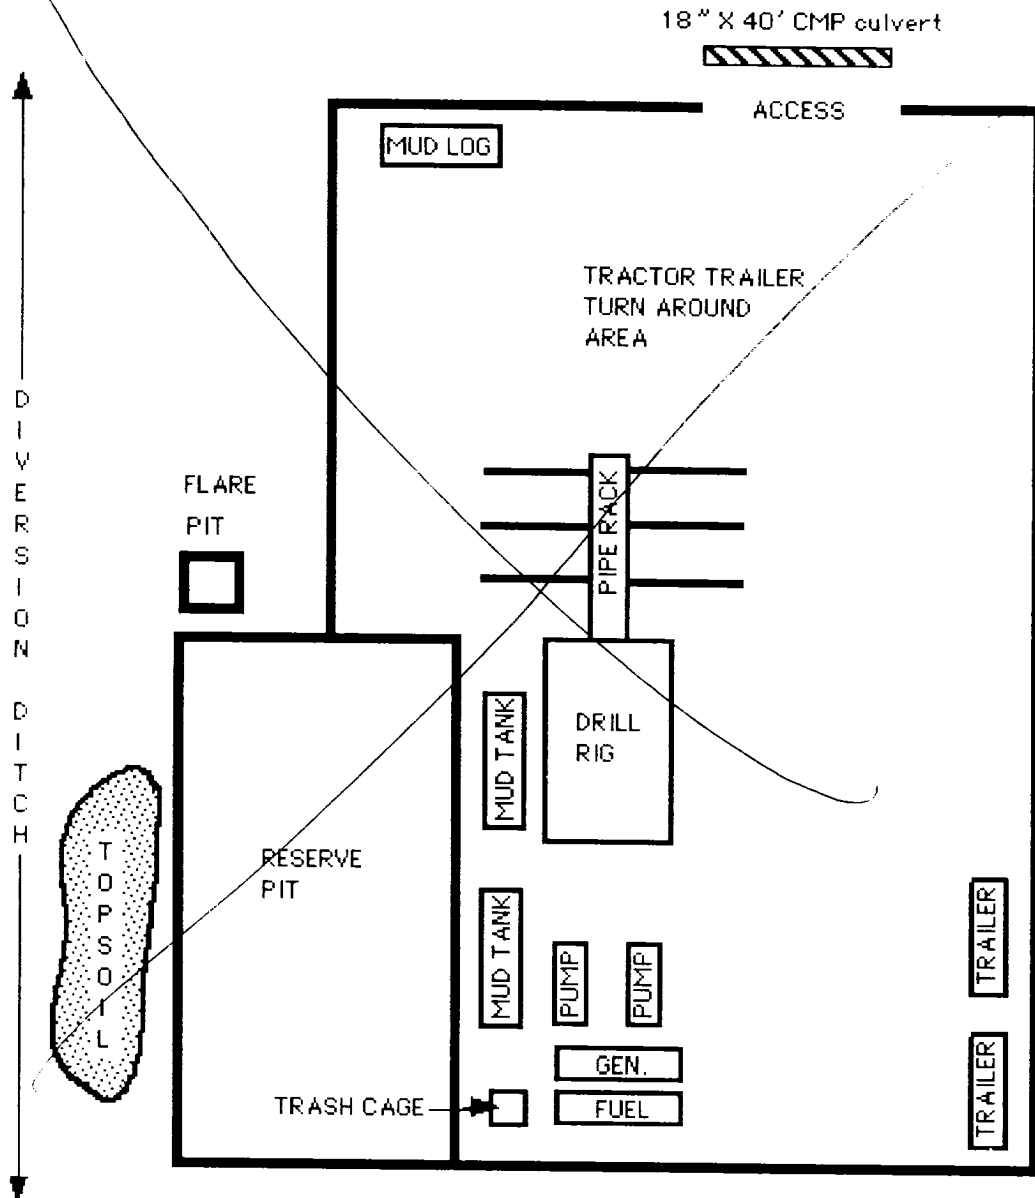 18" X 40' CMP culvert
ACCESS
MUD LOG
TRACTOR TRAILER
TURN AROUND
AREA
DIVERSION DITCH
FLARE
PIT
PIPE RACK
MUD TANK
DRILL
RIG
TOPSOIL
RESERVE
PIT
MUD TANK
PUMP
PUMP
TRAILER
GEN.
TRASH CAGE
FUEL
TRAILER